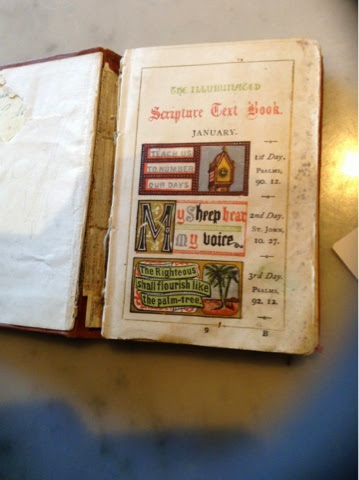 The ILLUMINATED
Scripture Text Book.
JANUARY.
TEACH US
TO NUMBER
OUR DAYS
1st Day.
PSALMS,
90. 12.
My Sheep hear
My voice
2nd Day.
ST. JOHN,
10. 27.
The Righteous
shall flourish like
the palm-tree.
3rd Day.
PSALMS,
92. 12.
9 B